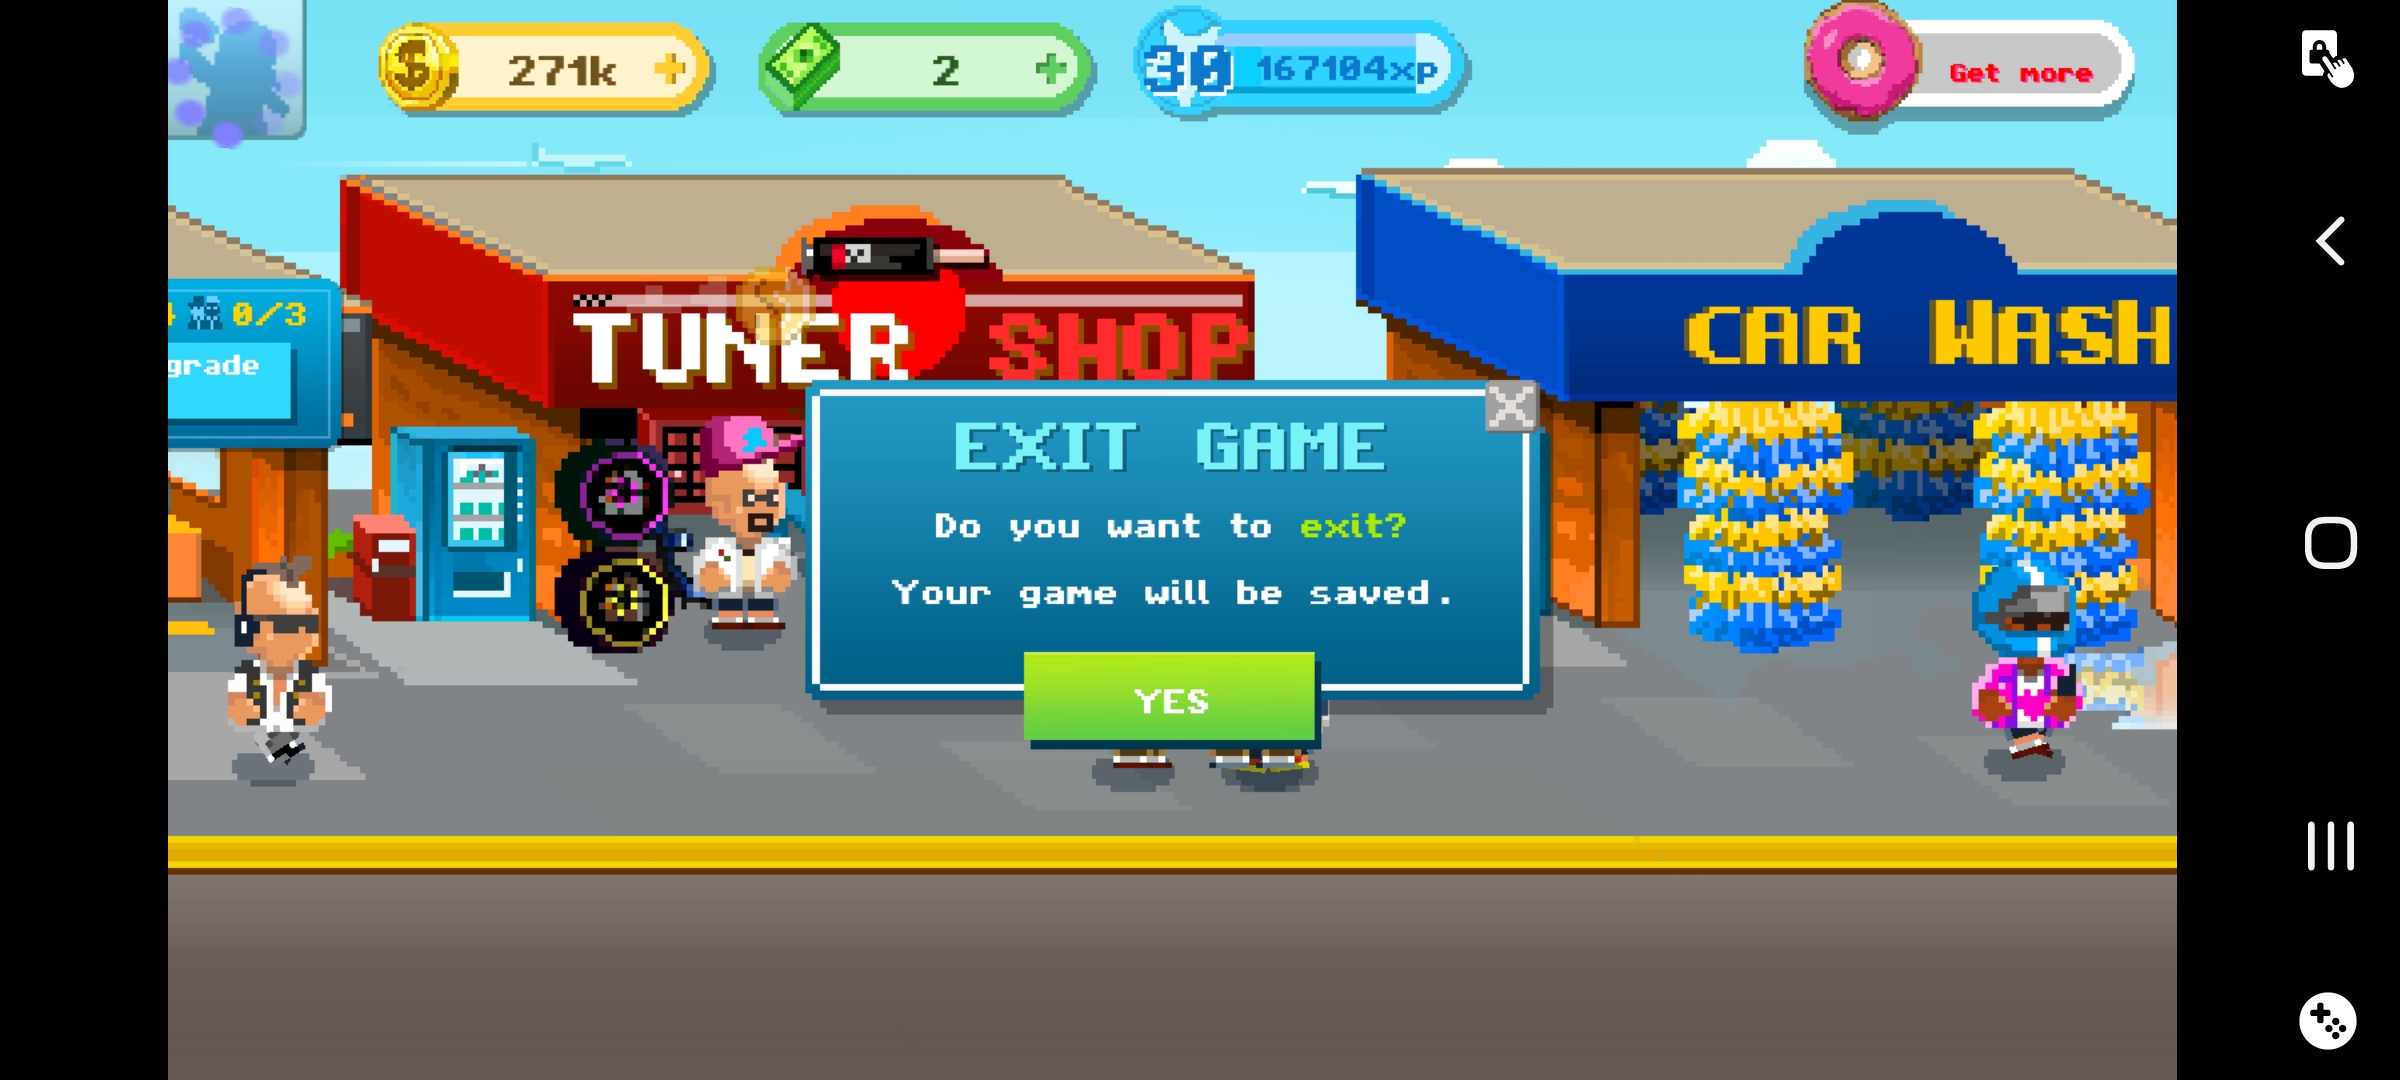 271k
2
30
167104xp
Get more
0/3
grade
TUNER SHOP
CAR WASH
EXIT GAME
Do you want to exit?
Your game will be saved.
YES